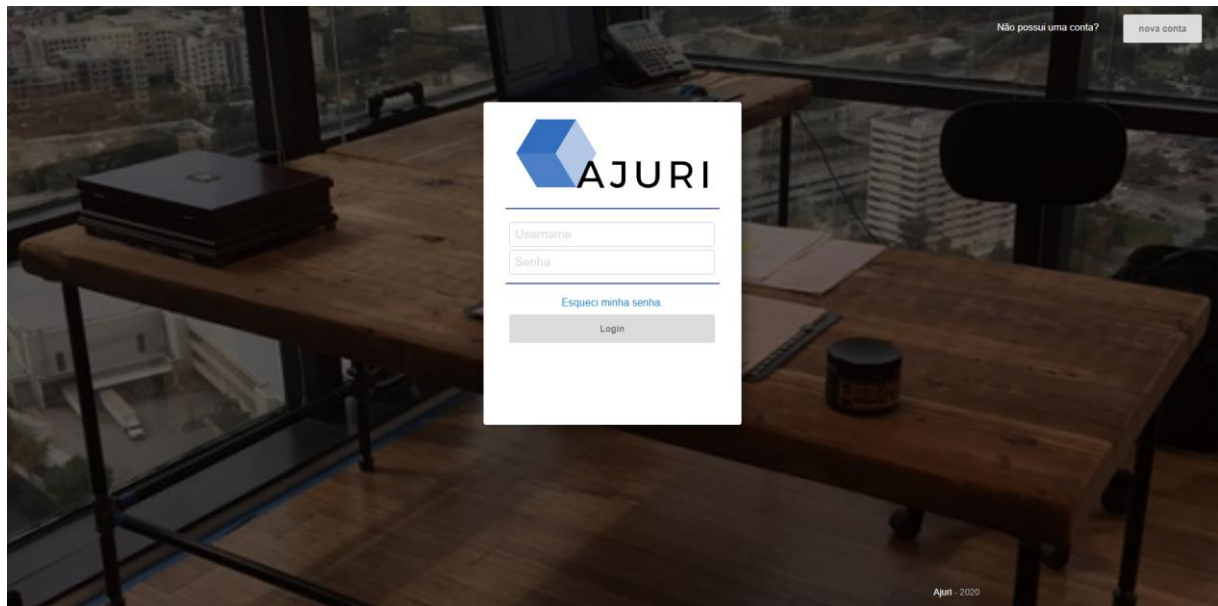 Não possui uma conta?
nova conta
AJURI
Username
Senha
Esqueci minha senha.
Login
Ajuri - 2020